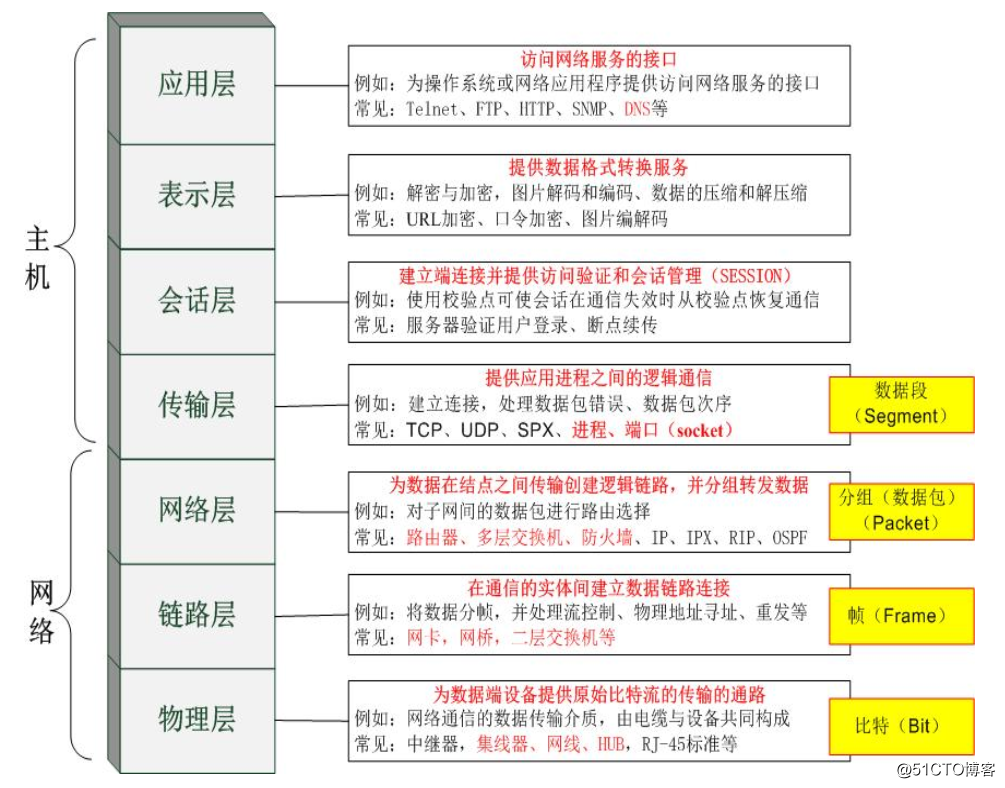 应用层
访问网络服务的接口
例如：为操作系统或网络应用程序提供访问网络服务的接口
常见：Telnet、FTP、HTTP、SNMP、DNS等
表示层
提供数据格式转换服务
例如：解密与加密，图片解码和编码、数据的压缩和解压缩
常见：URL加密、口令加密、图片编解码
主机
会话层
建立端连接并提供访问验证和会话管理（SESSION）
例如：使用校验点可使会话在通信失效时从校验点恢复通信
常见：服务器验证用户登录、断点续传
传输层
提供应用进程之间的逻辑通信
例如：建立连接，处理数据包错误、数据包次序
常见：TCP、UDP、SPX、进程、端口（socket）
数据段
（Segment）
网络层
为数据在结点之间传输创建逻辑链路，并分组转发数据
例如：对子网间的数据包进行路由选择
常见：路由器、多层交换机、防火墙、IP、IPX、RIP、OSPF
分组（数据包）
（Packet）
网络
链路层
在通信的实体间建立数据链路连接
例如：将数据分帧，并处理流控制、物理地址寻址、重发等
常见：网卡，网桥，二层交换机等
帧（Frame）
物理层
为数据端设备提供原始比特流的传输的通路
例如：网络通信的数据传输介质，由电缆与设备共同构成
常见：中继器，集线器、网线、HUB，RJ-45标准等
比特（Bit）
@51CTO博客